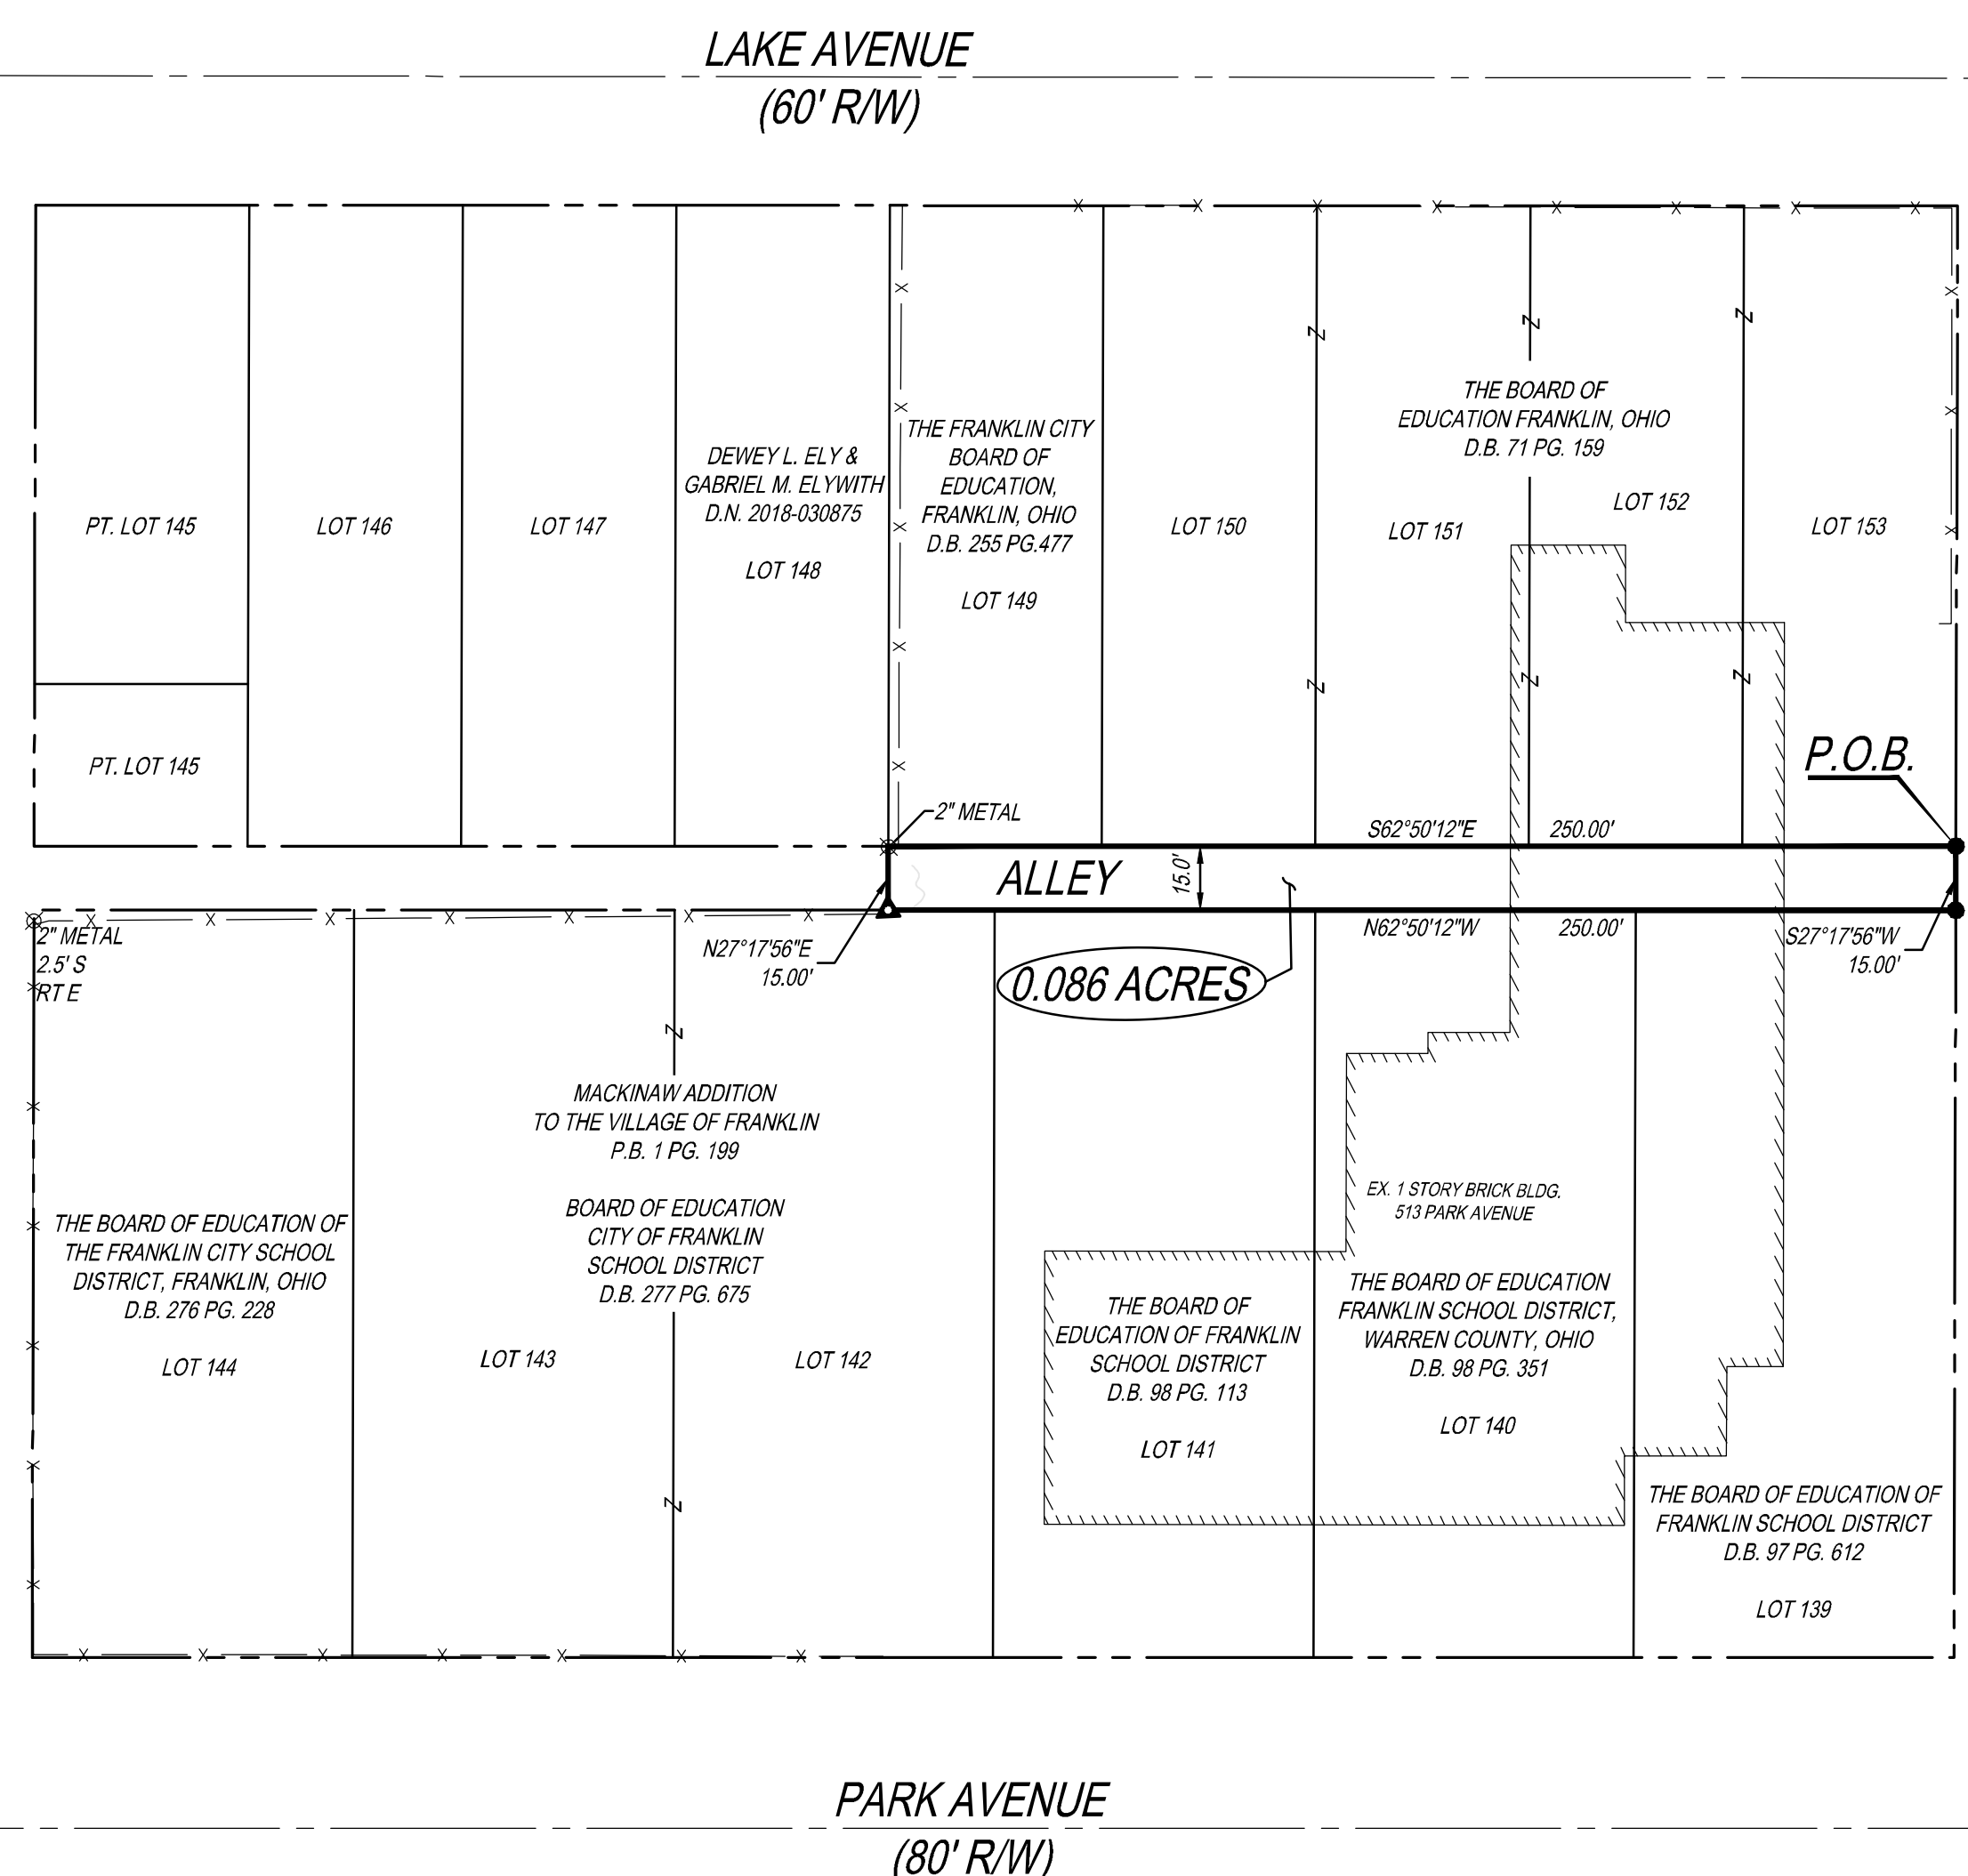 LAKE AVENUE
(60' R/W)
THE BOARD OF
EDUCATION FRANKLIN, OHIO
D.B. 71 PG. 159
THE FRANKLIN CITY
BOARD OF
EDUCATION,
FRANKLIN, OHIO
D.B. 255 PG.477
LOT 149
DEWEY L. ELY &
GABRIEL M. ELYWITH
D.N. 2018-030875
LOT 148
PT. LOT 145
LOT 146
LOT 147
LOT 150
LOT 151
LOT 152
LOT 153
PT. LOT 145
P.O.B.
2" METAL
S62°50'12"E 250.00'
ALLEY
15.0'
N62°50'12"W 250.00'
2" METAL
2.5' S
RT E
N27°17'56"E
15.00'
0.086 ACRES
S27°17'56"W
15.00'
MACKINAW ADDITION
TO THE VILLAGE OF FRANKLIN
P.B. 1 PG. 199
BOARD OF EDUCATION
CITY OF FRANKLIN
SCHOOL DISTRICT
D.B. 277 PG. 675
EX. 1 STORY BRICK BLDG.
513 PARK AVENUE
THE BOARD OF EDUCATION OF
THE FRANKLIN CITY SCHOOL
DISTRICT, FRANKLIN, OHIO
D.B. 276 PG. 228
LOT 144
LOT 143
LOT 142
THE BOARD OF
EDUCATION OF FRANKLIN
SCHOOL DISTRICT
D.B. 98 PG. 113
LOT 141
THE BOARD OF EDUCATION
FRANKLIN SCHOOL DISTRICT,
WARREN COUNTY, OHIO
D.B. 98 PG. 351
LOT 140
THE BOARD OF EDUCATION OF
FRANKLIN SCHOOL DISTRICT
D.B. 97 PG. 612
LOT 139
PARK AVENUE
(80' R/W)